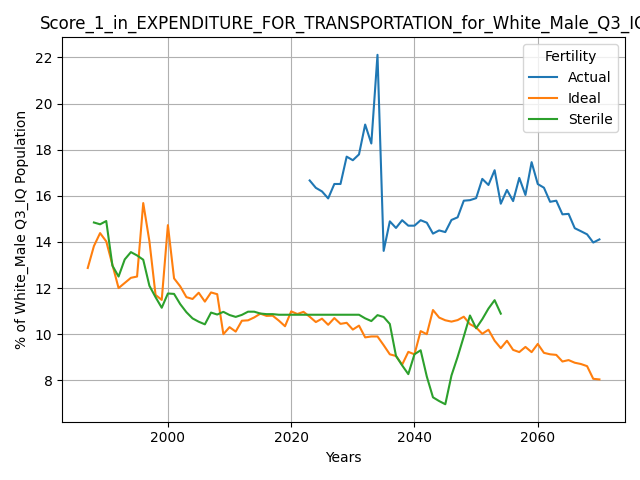 Score_1_in_EXPENDITURE_FOR_TRANSPORTATION_for_White_Male_Q3_IQ
Fertility
Actual
Ideal
Sterile
% of White_Male Q3_IQ Population
22
20
18
16
14
12
10
8
2000 2020 2040 2060
Years